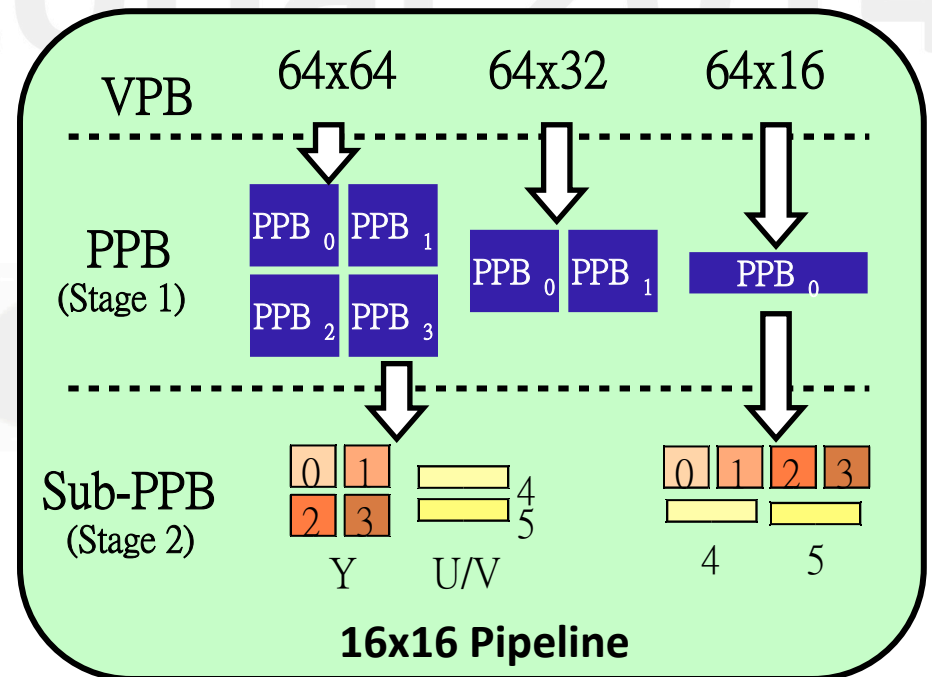 VPB 64x64 64x32 64x16
PPB
(Stage 1)
PPB 0 PPB 1
PPB 2 PPB 3
PPB 0 PPB 1
PPB 0
Sub-PPB
(Stage 2)
0 1
2 3
4
5
Y U/V
0 1 2 3
4 5
16x16 Pipeline